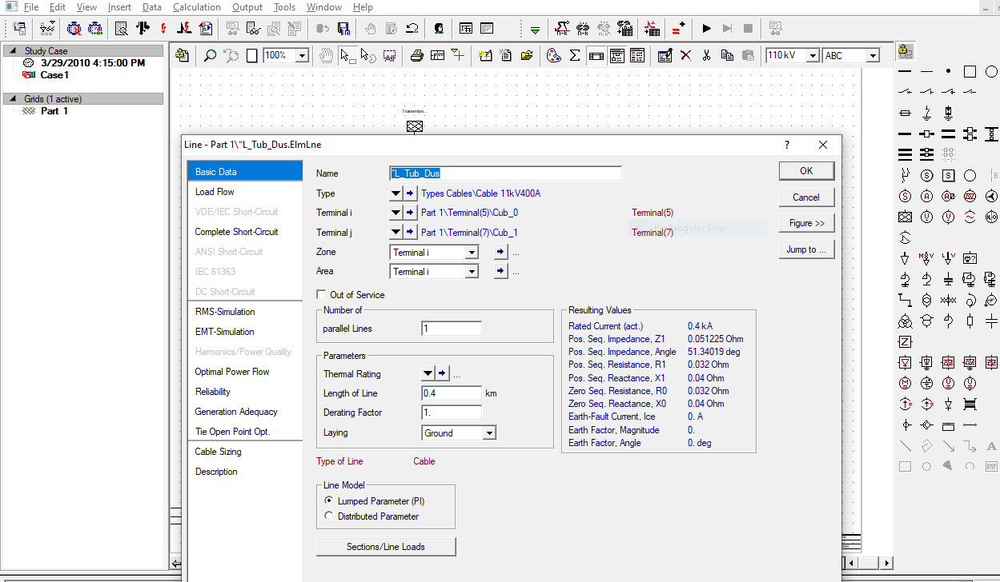 File Edit View Insert Data Calculation Output Tools Window Help
100% 110 kV ABC
Study Case
3/29/2010 4:15:00 PM
Case1
Grids (1 active)
Part 1
Transmiss...
Line - Part 1\"L_Tub_Dus.ElmLne ?
Basic Data
Load Flow
VDE/IEC Short-Circuit
Complete Short-Circuit
ANSI Short-Circuit
IEC 61363
DC Short-Circuit
RMS-Simulation
EMT-Simulation
Harmonics/Power Quality
Optimal Power Flow
Reliability
Generation Adequacy
Tie Open Point Opt.
Cable Sizing
Description
Name "L_Tub_Dus
Type Types Cables\Cable 11kV400A
Terminal i Part 1\Terminal(5)\Cub_0 Terminal(5)
Terminal j Part 1\Terminal(7)\Cub_1 Terminal(7)
Rectangular Snip
Zone Terminal i ...
Area Terminal i ...
Out of Service
Number of
parallel Lines 1
Parameters
Thermal Rating ...
Length of Line 0.4 km
Derating Factor 1.
Laying Ground
Type of Line Cable
Line Model
Lumped Parameter (PI)
Distributed Parameter
Sections/Line Loads
Resulting Values
Rated Current (act.) 0.4 kA
Pos. Seq. Impedance, Z1 0.051225 Ohm
Pos. Seq. Impedance, Angle 51.34019 deg
Pos. Seq. Resistance, R1 0.032 Ohm
Pos. Seq. Reactance, X1 0.04 Ohm
Zero Seq. Resistance, R0 0.032 Ohm
Zero Seq. Reactance, X0 0.04 Ohm
Earth-Fault Current, Ice 0. A
Earth Factor, Magnitude 0.
Earth Factor, Angle 0. deg
OK
Cancel
Figure >>
Jump to ...